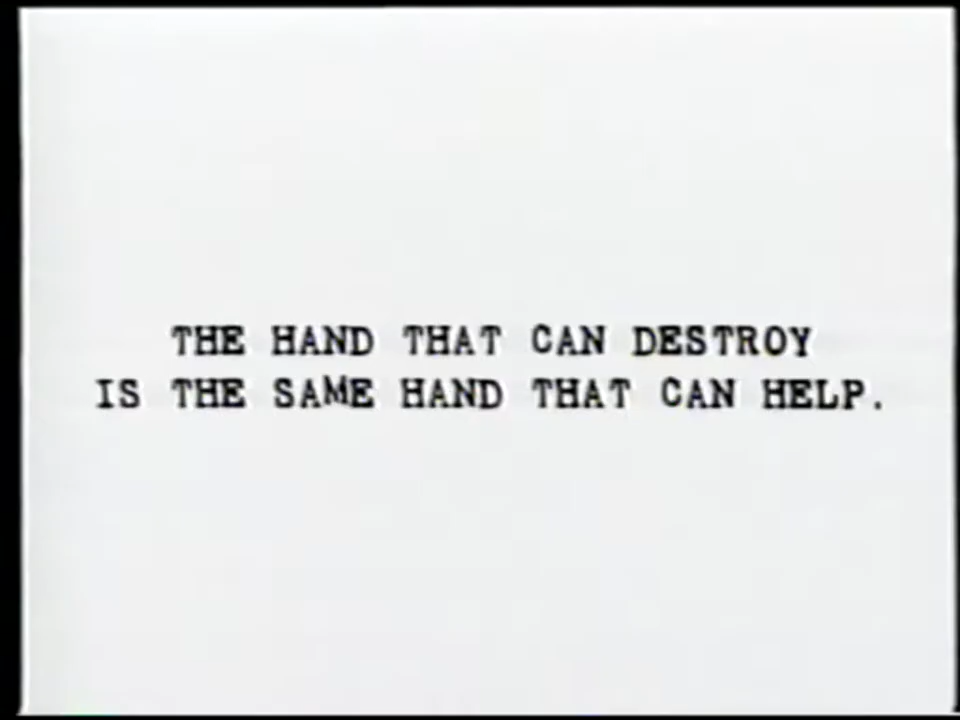 THE HAND THAT CAN DESTROY
IS THE SAME HAND THAT CAN HELP.